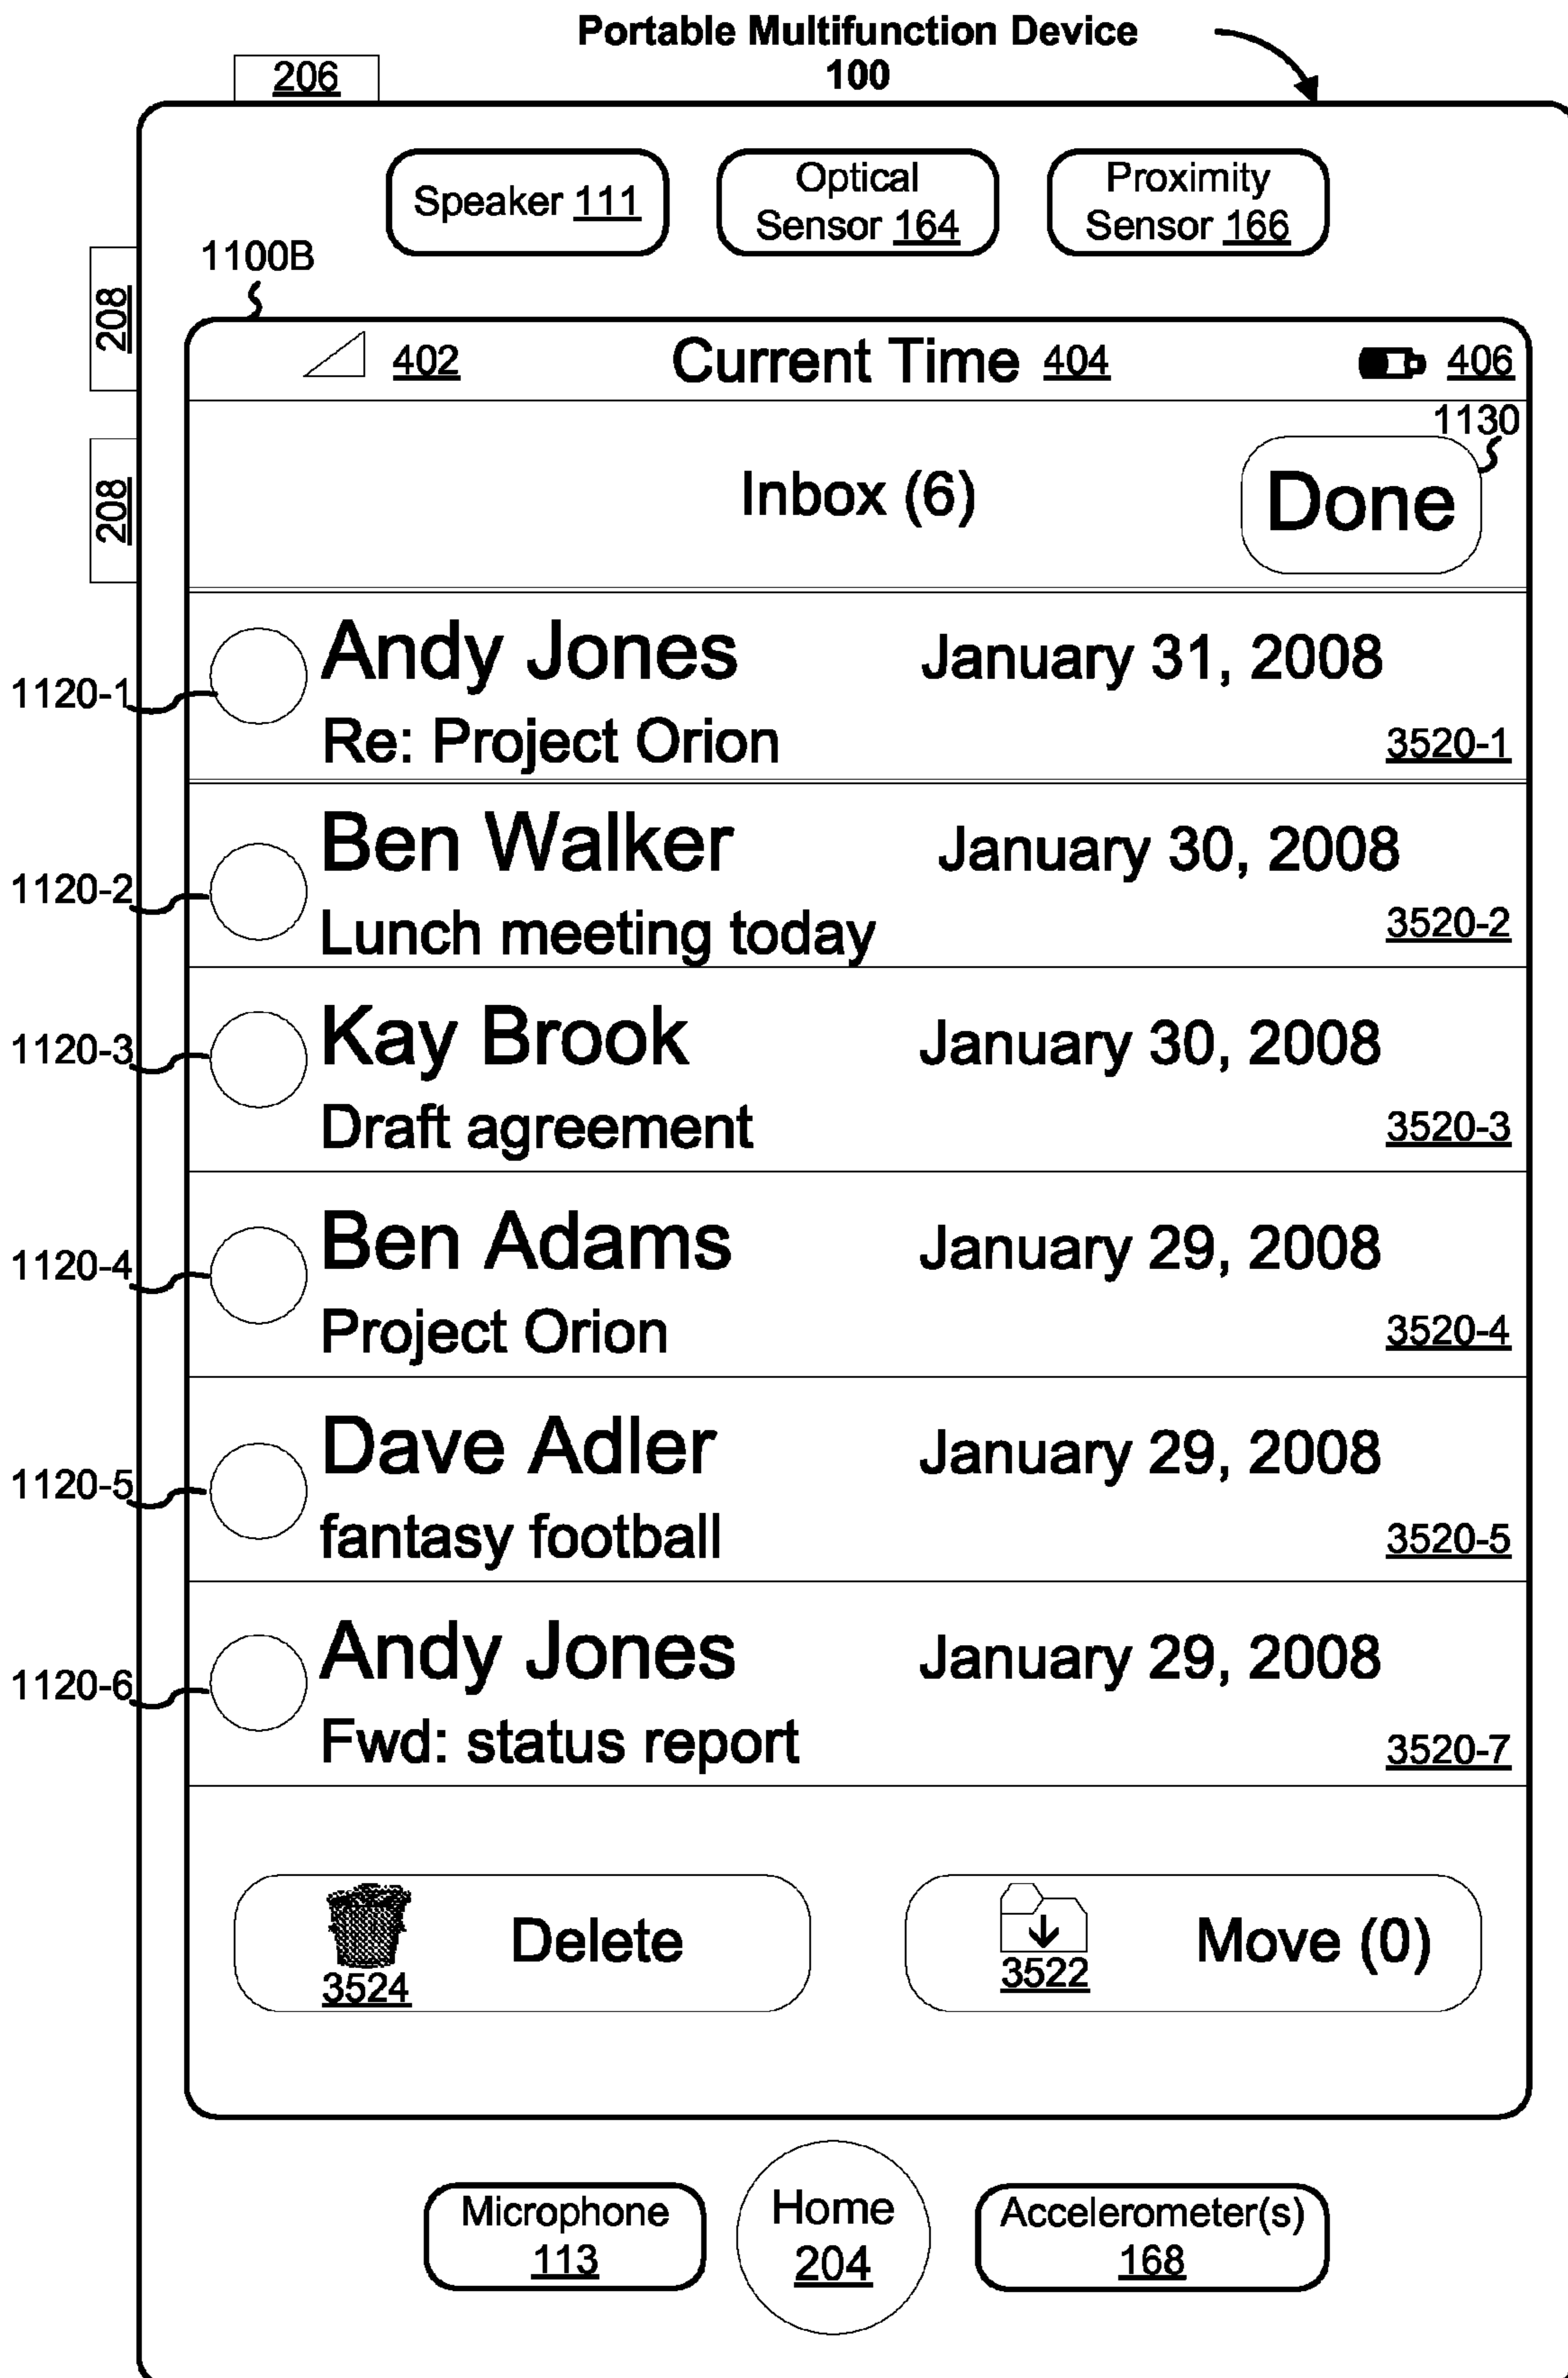 Portable Multifunction Device
100
206
Speaker 111
Optical
Sensor 164
Proximity
Sensor 166
1100B
208
402
Current Time 404
406
1130
208
Inbox (6)
Done
Andy Jones
January 31, 2008
1120-1
Re: Project Orion
3520-1
Ben Walker
January 30, 2008
1120-2
Lunch meeting today
3520-2
Kay Brook
January 30, 2008
1120-3
Draft agreement
3520-3
Ben Adams
January 29, 2008
1120-4
Project Orion
3520-4
Dave Adler
January 29, 2008
1120-5
fantasy football
3520-5
Andy Jones
January 29, 2008
1120-6
Fwd: status report
3520-7
Delete
3524
Move (0)
3522
Microphone
113
Home
204
Accelerometer(s)
168